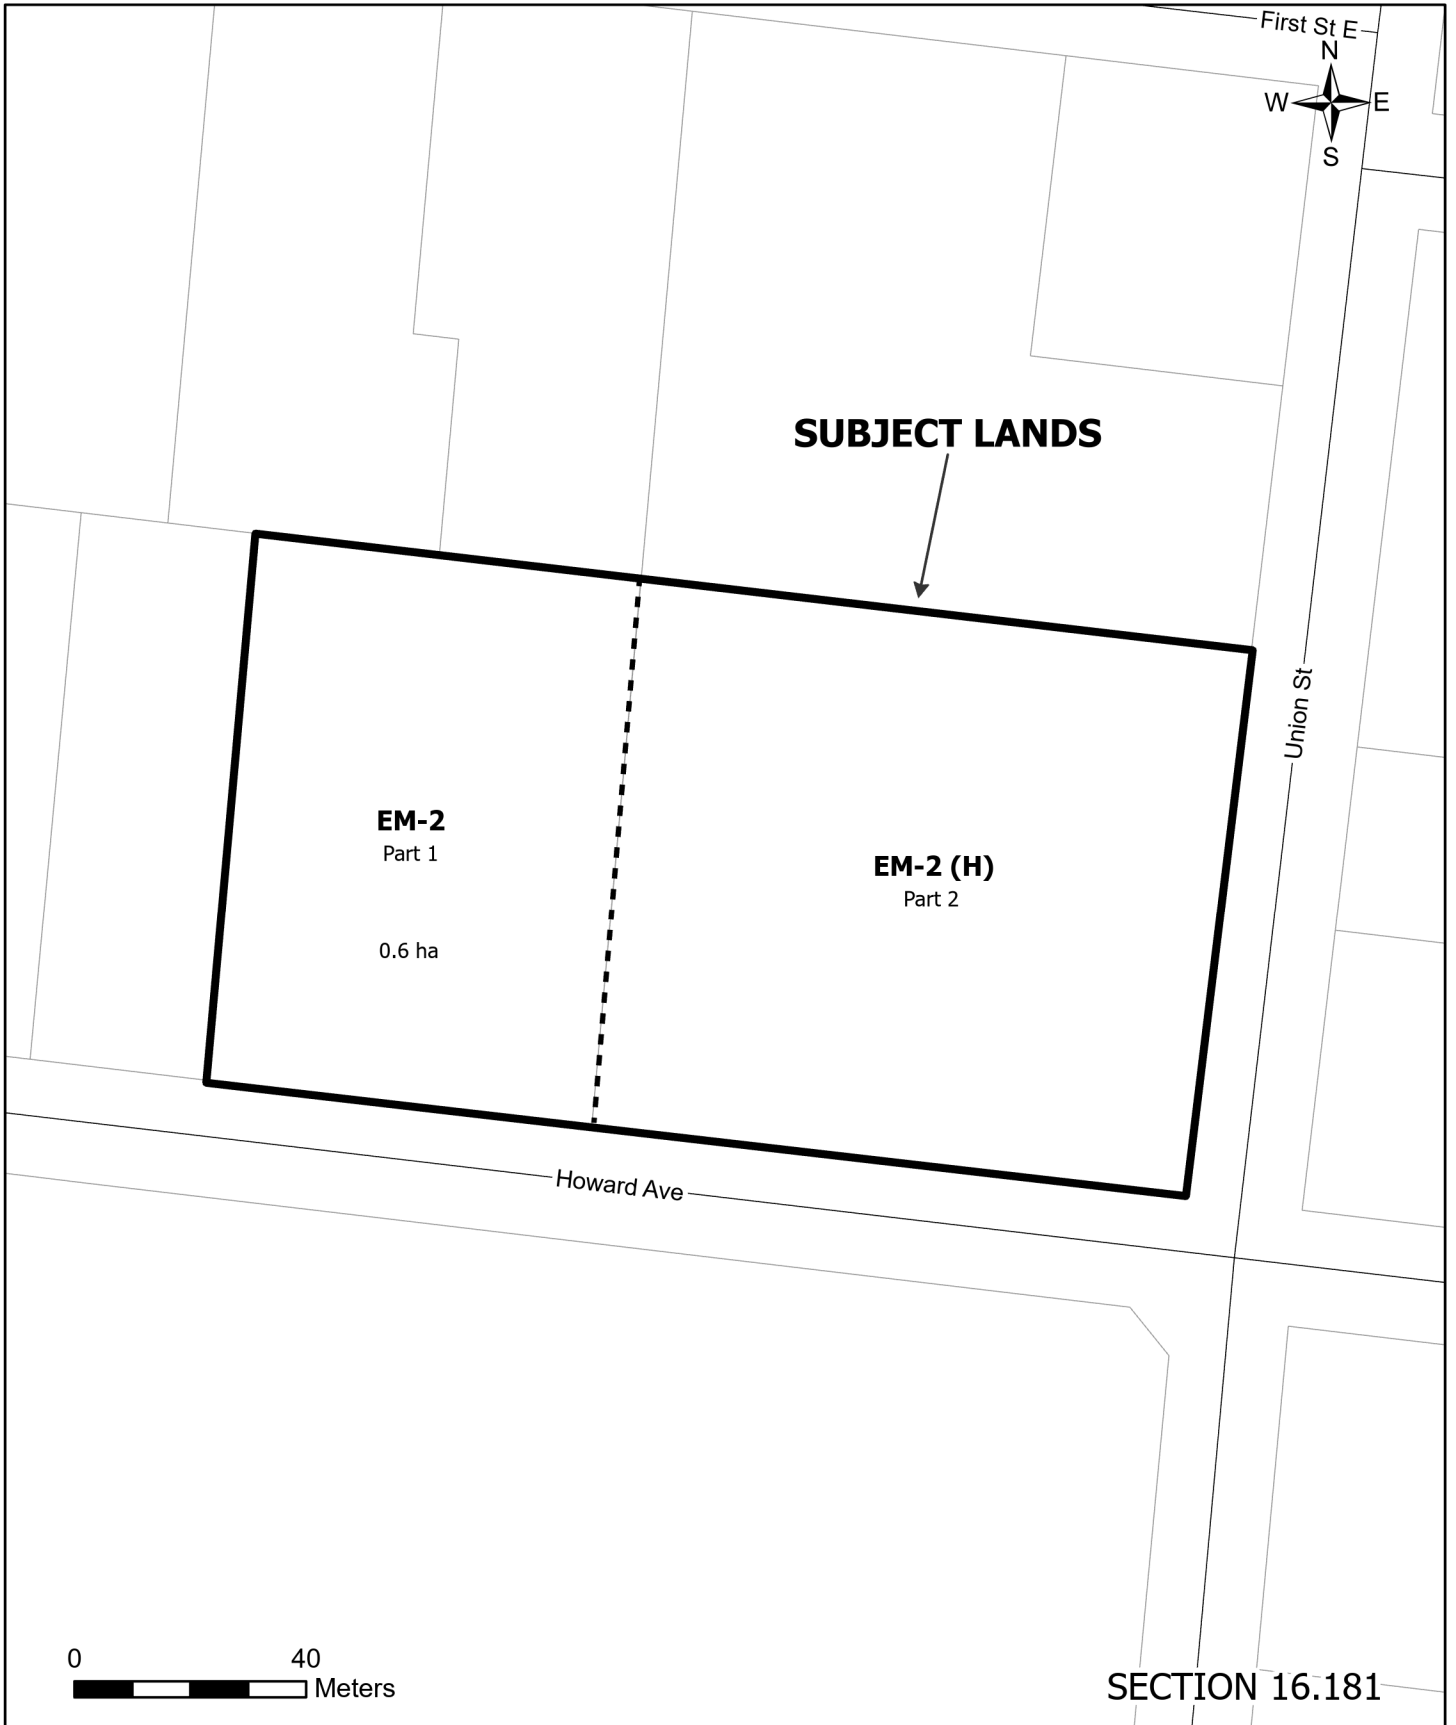 First St E
N
W
E
S
SUBJECT LANDS
Union St
EM-2
Part 1
EM-2 (H)
Part 2
0.6 ha
Howard Ave
0
40
Meters
SECTION 16.181